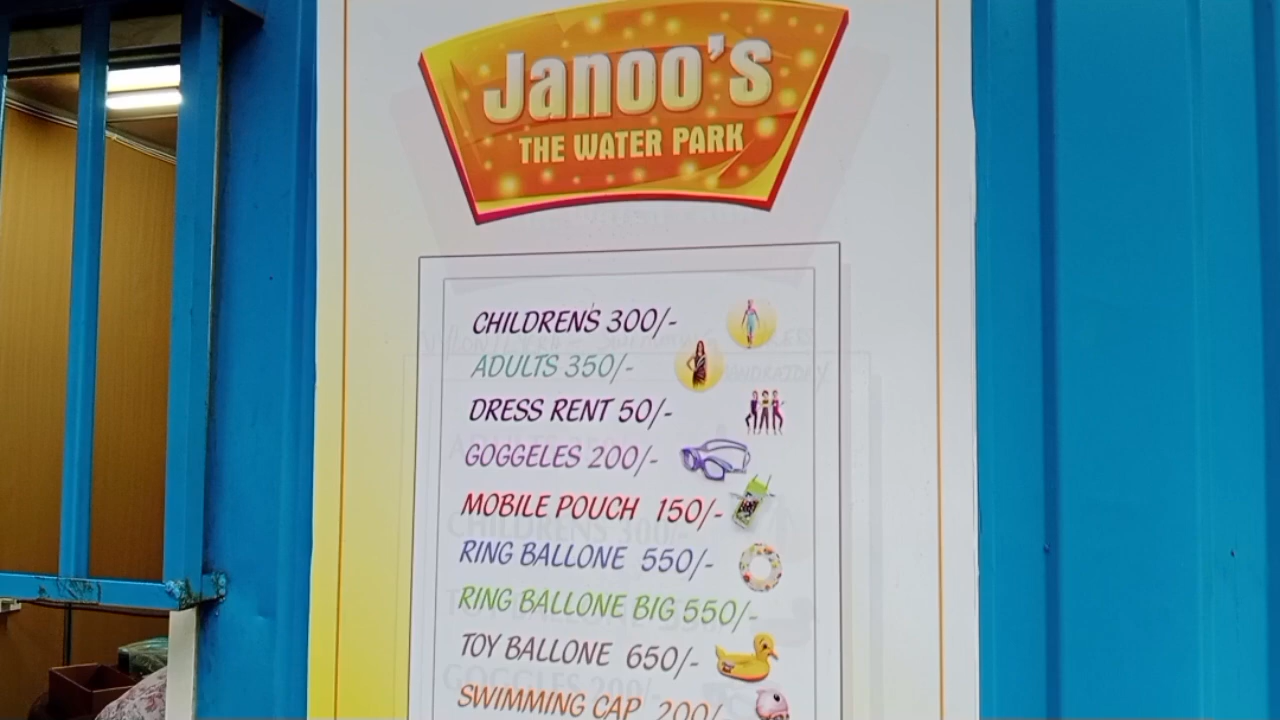 Janoo's
THE WATER PARK
CHILDREN'S 300/-
ADULTS 350/-
DRESS RENT 50/-
GOGGELES 200/-
MOBILE POUCH 150/-
RING BALLONE 550/-
RING BALLONE BIG 550/-
TOY BALLONE 650/-
SWIMMING CAP 200/-